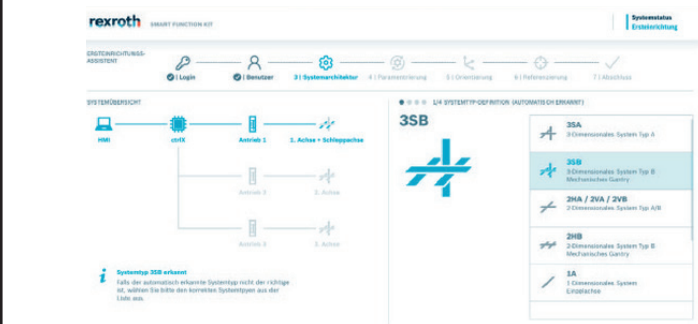 rexroth SMART FUNCTION KIT
Systemstatus
Ersteinrichtung
ERSTEINRICHTUNGS-
ASSISTENT
1 Login
2 | Benutzer
3 | Systemarchitektur
4 | Parametrierung
5 | Orientierung
6 | Referenzierung
7 | Abschluss
SYSTEMÜBERSICHT
HMI
ctrlX
Antrieb 1
1. Achse + Schleppachse
Antrieb 2
2. Achse
Antrieb 3
3. Achse
Systemtyp 3SB erkannt
Falls der automatisch erkannte Systemtyp nicht der richtige
ist, wählen Sie bitte den korrekten Systemtypen aus der
Liste aus.
1/4 SYSTEMTYP-DEFINITION (AUTOMATISCH ERKANNT)
3SB
3SA
3-Dimensionales System Typ A
3SB
3-Dimensionales System Typ B
Mechanisches Gantry
2HA / 2VA / 2VB
2-Dimensionales System Typ A/B
2HB
2-Dimensionales System Typ B
Mechanisches Gantry
1A
1-Dimensionales System
Einzelachse